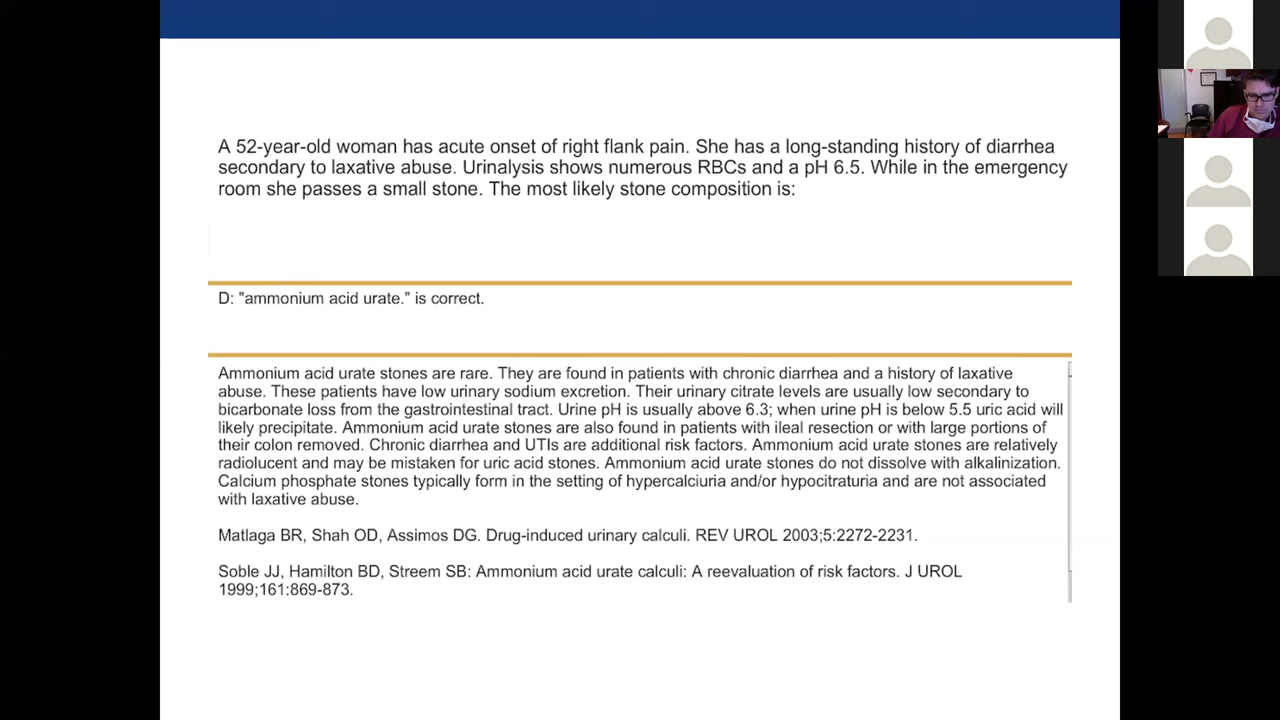 A 52-year-old woman has acute onset of right flank pain. She has a long-standing history of diarrhea
secondary to laxative abuse. Urinalysis shows numerous RBCs and a pH 6.5. While in the emergency
room she passes a small stone. The most likely stone composition is:
D: "ammonium acid urate." is correct.
Ammonium acid urate stones are rare. They are found in patients with chronic diarrhea and a history of laxative
abuse. These patients have low urinary sodium excretion. Their urinary citrate levels are usually low secondary to
bicarbonate loss from the gastrointestinal tract. Urine pH is usually above 6.3; when urine pH is below 5.5 uric acid will
likely precipitate. Ammonium acid urate stones are also found in patients with ileal resection or with large portions of
their colon removed. Chronic diarrhea and UTIs are additional risk factors. Ammonium acid urate stones are relatively
radiolucent and may be mistaken for uric acid stones. Ammonium acid urate stones do not dissolve with alkalinization.
Calcium phosphate stones typically form in the setting of hypercalciuria and/or hypocitraturia and are not associated
with laxative abuse.
Matlaga BR, Shah OD, Assimos DG. Drug-induced urinary calculi. REV UROL 2003;5:2272-2231.
Soble JJ, Hamilton BD, Streem SB: Ammonium acid urate calculi: A reevaluation of risk factors. J UROL
1999;161:869-873.